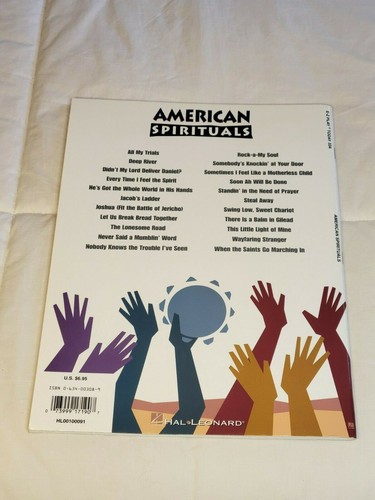 AMERICAN
SPIRITUALS
All My Trials
Deep River
Didn't My Lord Deliver Daniel?
Every Time I Feel the Spirit
He's Got the Whole World in His Hands
Jacob's Ladder
Joshua (Fit the Battle of Jericho)
Let Us Break Bread Together
The Lonesome Road
Never Said a Mumblin' Word
Nobody Knows the Trouble I've Seen
Rock-a-My Soul
Somebody's Knockin' at Your Door
Sometimes I Feel Like a Motherless Child
Soon Ah Will Be Done
Standin' in the Need of Prayer
Steal Away
Swing Low, Sweet Chariot
There Is a Balm in Gilead
This Little Light of Mine
Wayfaring Stranger
When the Saints Go Marching In
AMERICAN SPIRITUALS
U.S. $8.95
HL00100091
HAL•LEONARD®